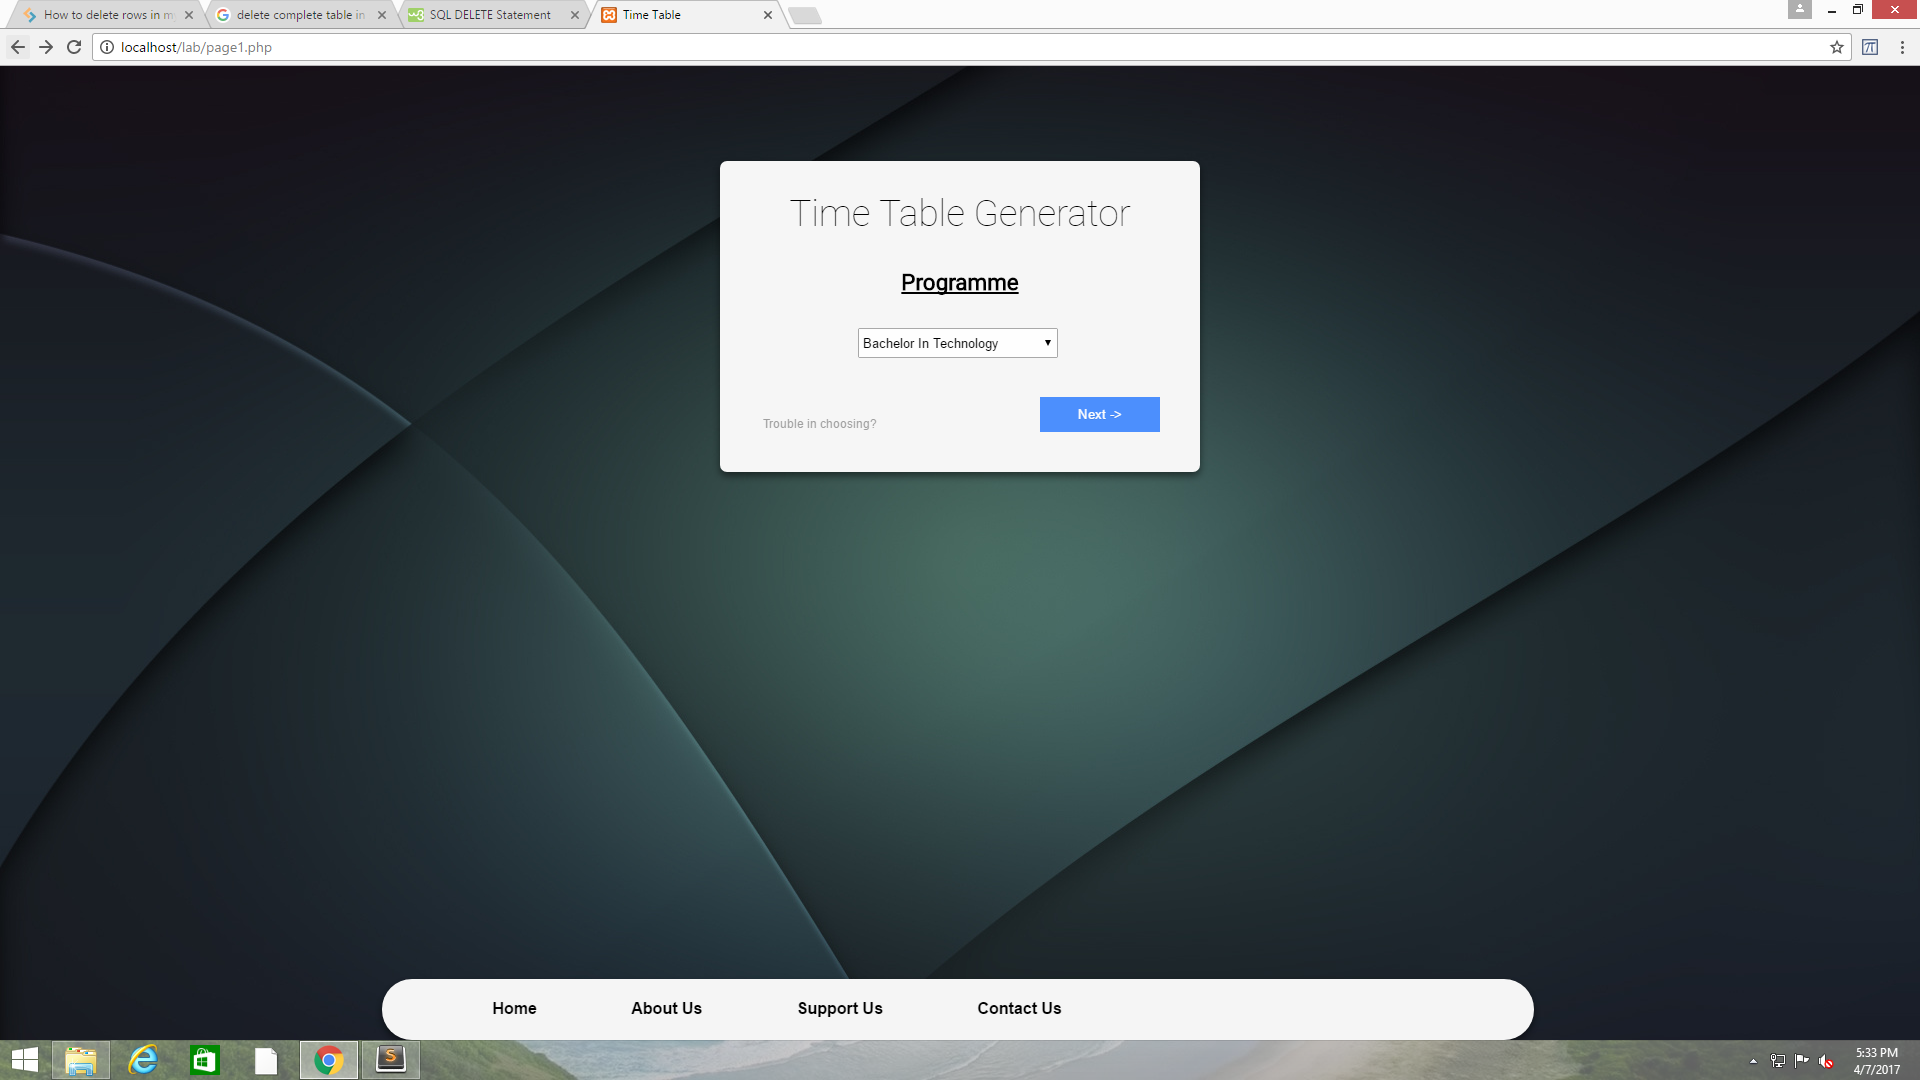 How to delete rows in m
delete complete table in
SQL DELETE Statement
Time Table
localhost/lab/page1.php
Time Table Generator
Programme
Bachelor In Technology
Trouble in choosing?
Next ->
Home About Us Support Us Contact Us
5:33 PM
4/7/2017